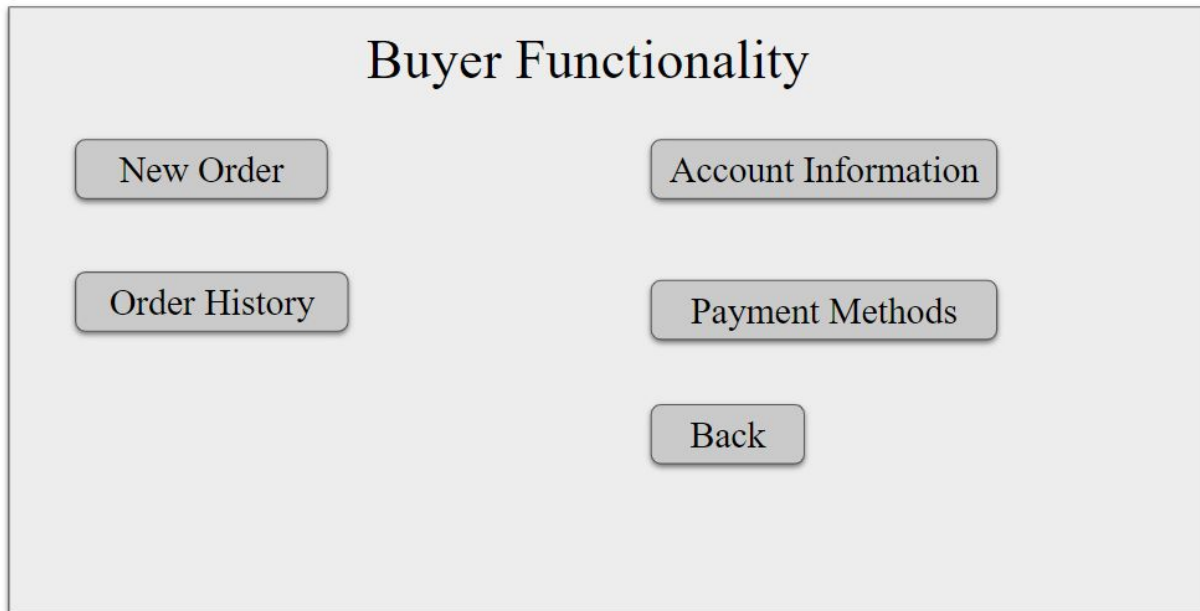 Buyer Functionality
New Order
Account Information
Order History
Payment Methods
Back